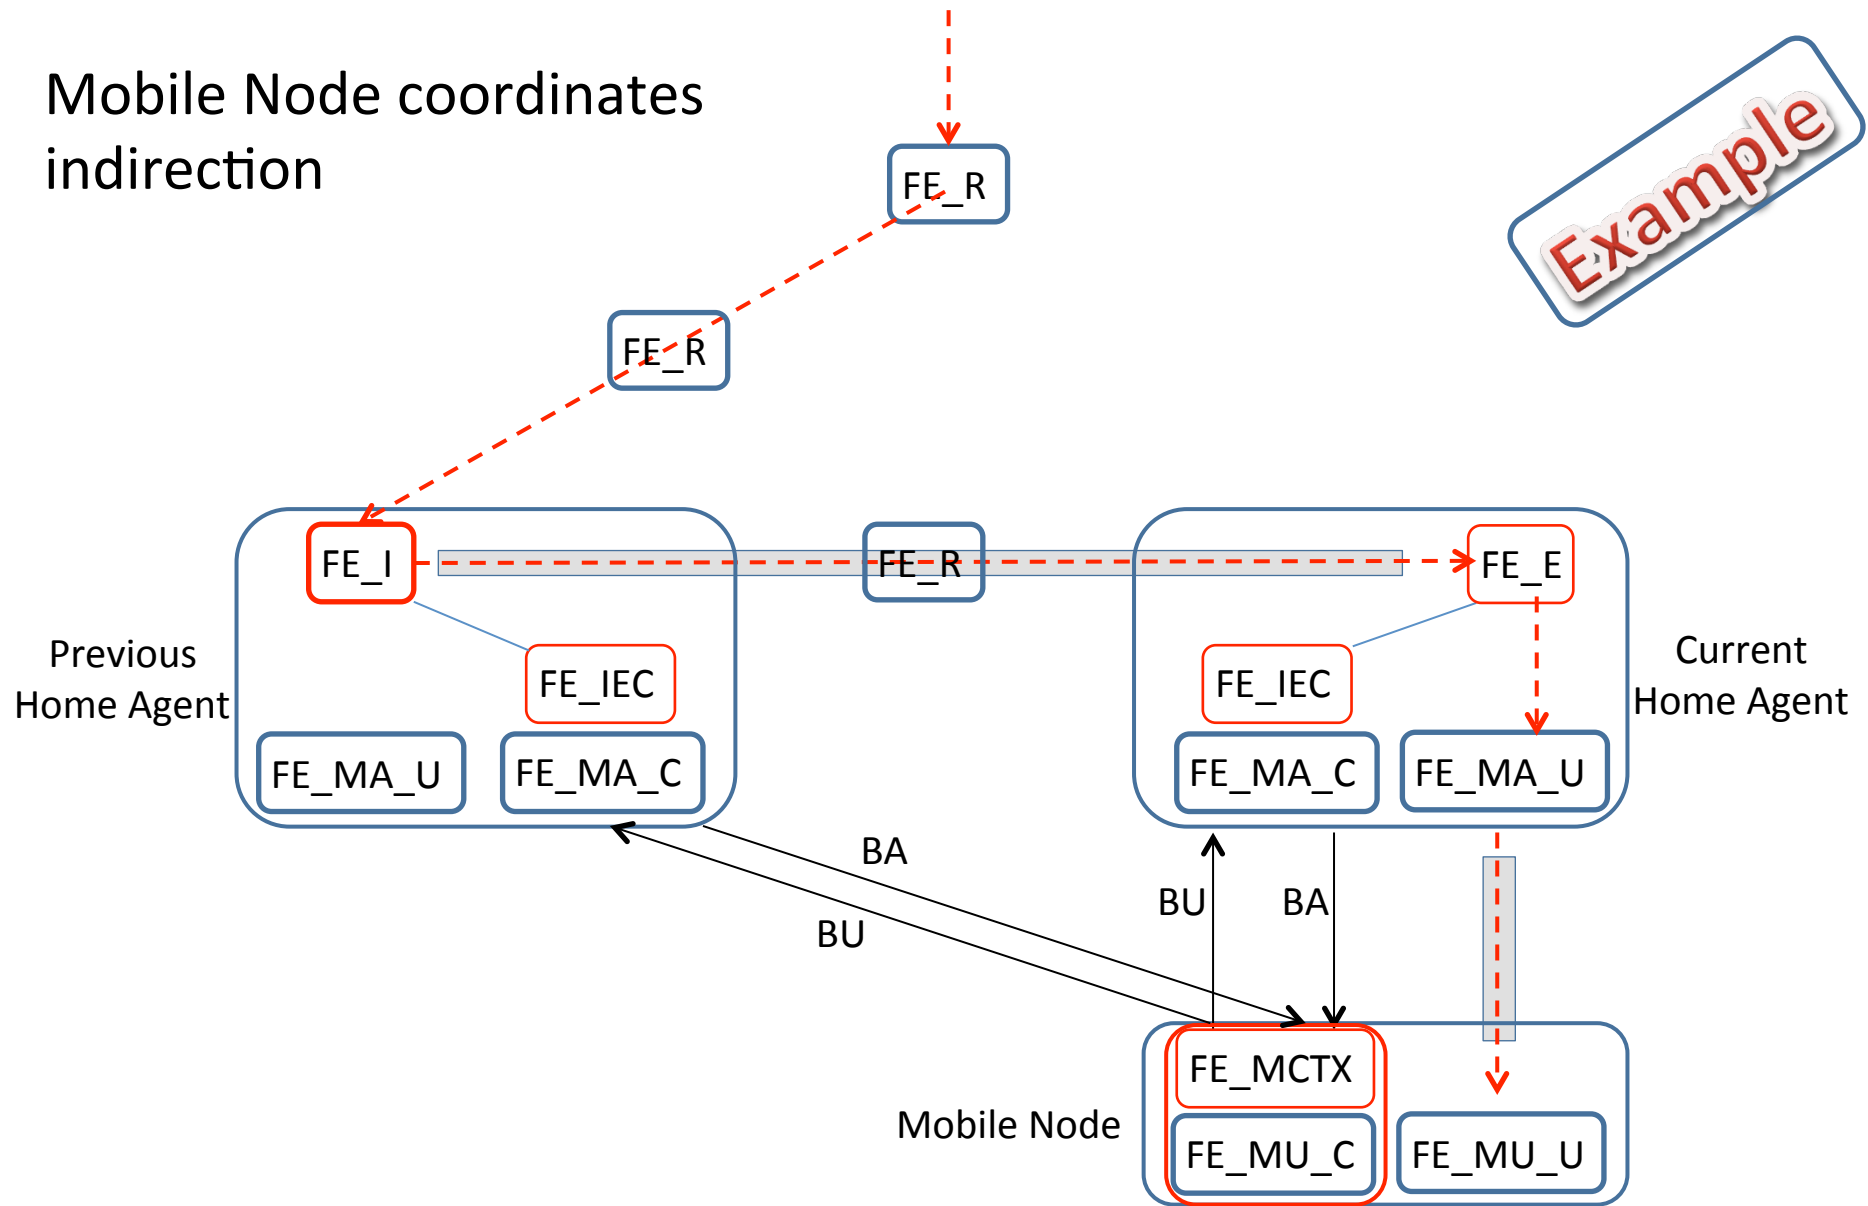 Mobile Node coordinates
indirection
Example
FE_R
FE_R
FE_I
FE_R
FE_E
Previous
Home Agent
FE_IEC
FE_IEC
Current
Home Agent
FE_MA_U
FE_MA_C
FE_MA_C
FE_MA_U
BA
BU
BU
BA
FE_MCTX
Mobile Node
FE_MU_C
FE_MU_U